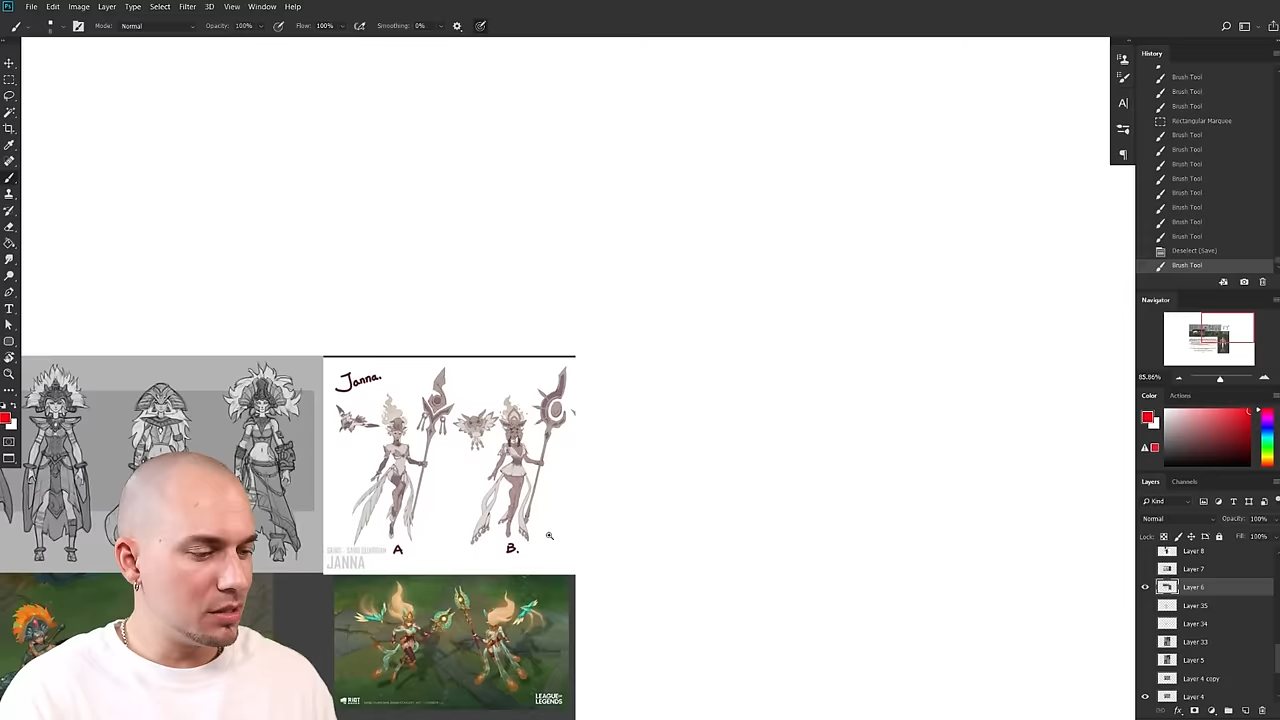 File Edit Image Layer Type Select Filter 3D View Window Help
Mode: Normal Opacity: 100% Flow: 100% Smoothing: 0%
History
Brush Tool
Brush Tool
Brush Tool
Rectangular Marquee
Brush Tool
Brush Tool
Brush Tool
Brush Tool
Brush Tool
Brush Tool
Brush Tool
Brush Tool
Deselect (Save)
Brush Tool
Navigator
85.86%
Color Actions
Layers Channels
Kind
Normal Opacity: 100%
Lock: Fill: 100%
Layer 8
Layer 7
Layer 6
Layer 35
Layer 34
Layer 33
Layer 5
Layer 4 copy
Layer 4
Janna.
A B.
JANNA
RIOT
LEAGUE OF
LEGENDS